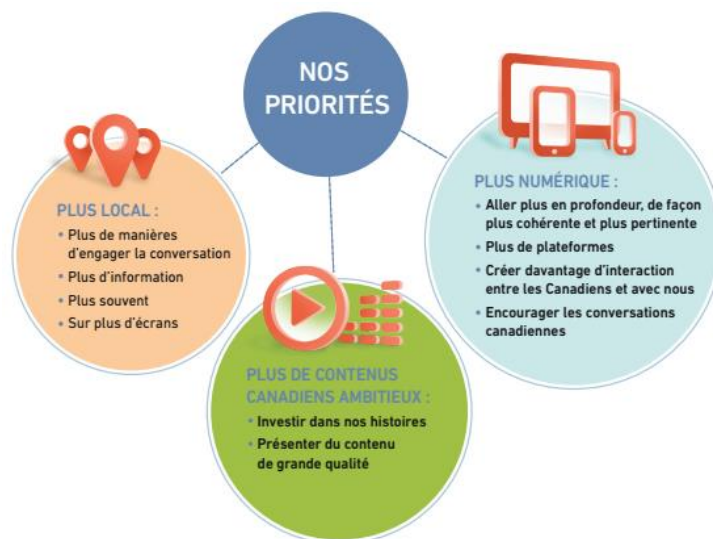 NOS
PRIORITÉS
PLUS LOCAL :
• Plus de manières
d'engager la conversation
• Plus d'information
• Plus souvent
• Sur plus d'écrans
PLUS DE CONTENUS
CANADIENS AMBITIEUX :
• Investir dans nos histoires
• Présenter du contenu
de grande qualité
PLUS NUMÉRIQUE :
• Aller plus en profondeur, de façon
plus cohérente et plus pertinente
• Plus de plateformes
• Créer davantage d'interaction
entre les Canadiens et avec nous
• Encourager les conversations
canadiennes